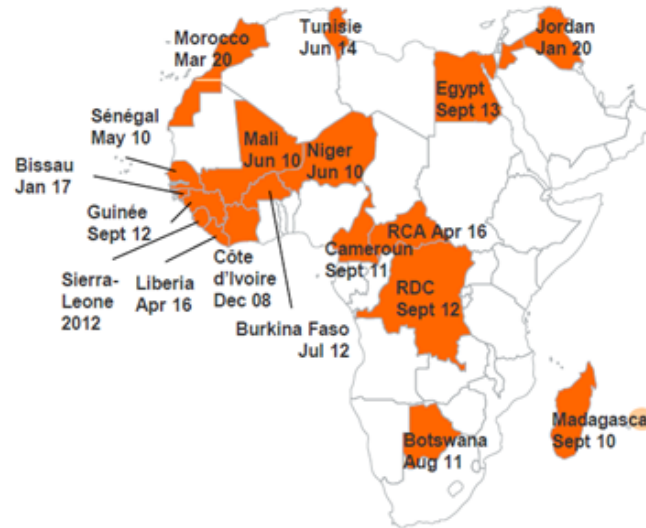 Tunisie
Jun 14
Jordan
Jan 20
Morocco
Mar 20
Egypt
Sept 13
Sénégal
May 10
Mali
Jun 10
Niger
Jun 10
Bissau
Jan 17
Guinée
Sept 12
RCA Apr 16
Cameroun
Sept 11
Sierra-
Leone
2012
Liberia
Apr 16
Côte
d'Ivoire
Dec 08
RDC
Sept 12
Burkina Faso
Jul 12
Madagasca
Sept 10
Botswana
Aug 11